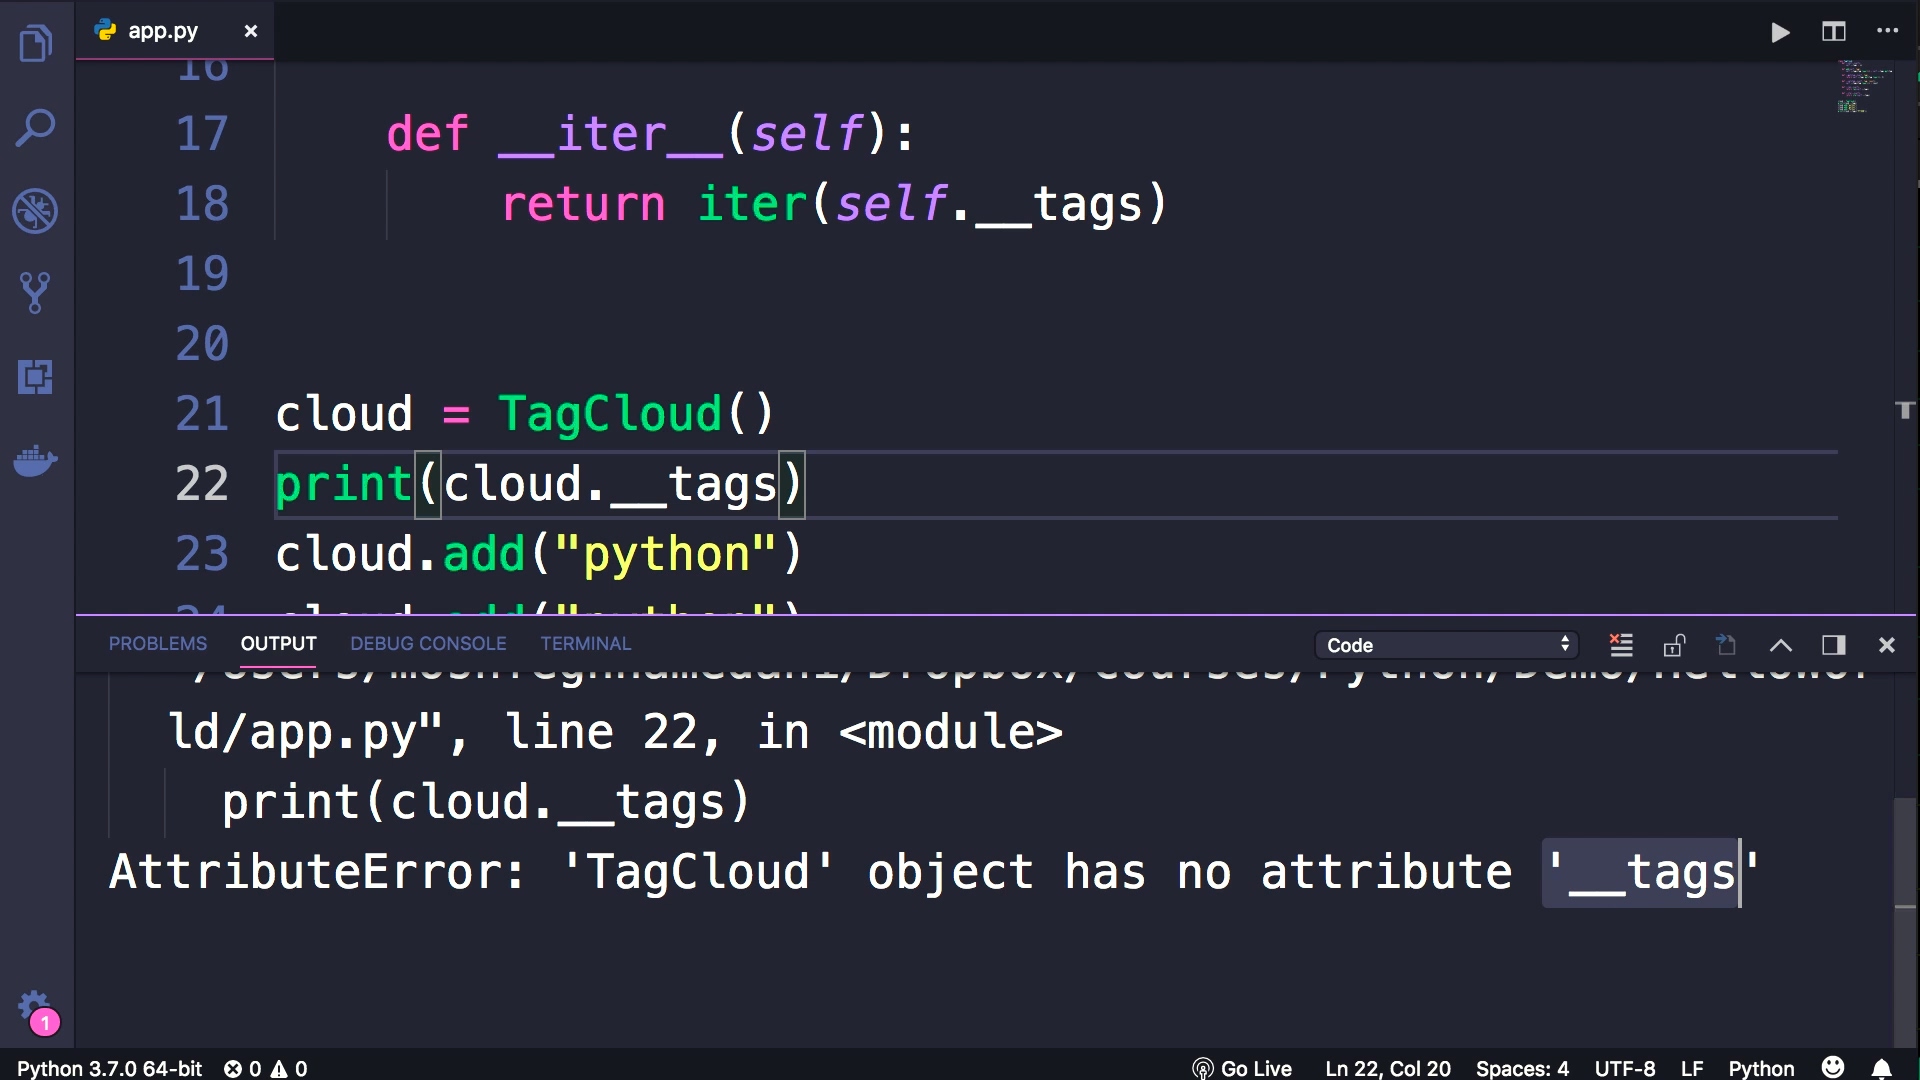 app.py
16
17 def __iter__(self):
18 return iter(self.__tags)
19
20
21 cloud = TagCloud()
22 print(cloud.__tags)
23 cloud.add("python")
24 cloud.add("python")
PROBLEMS OUTPUT DEBUG CONSOLE TERMINAL Code
ld/app.py", line 22, in <module>
print(cloud.__tags)
AttributeError: 'TagCloud' object has no attribute '__tags'
1
Python 3.7.0 64-bit 0 0 Go Live Ln 22, Col 20 Spaces: 4 UTF-8 LF Python